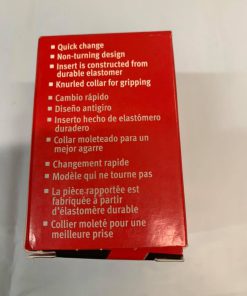 Quick change
Non-turning design
Insert is constructed from
durable elastomer
Knurled collar for gripping
Cambio rápido
Diseño antigiro
Inserto hecho de elastómero
duradero
Collar moleteado para un
mejor agarre
Changement rapide
Modèle qui ne tourne pas
La pièce rapportée est
fabriquée à partir
d'élastomère durable
Collier moleté pour une
meilleure prise